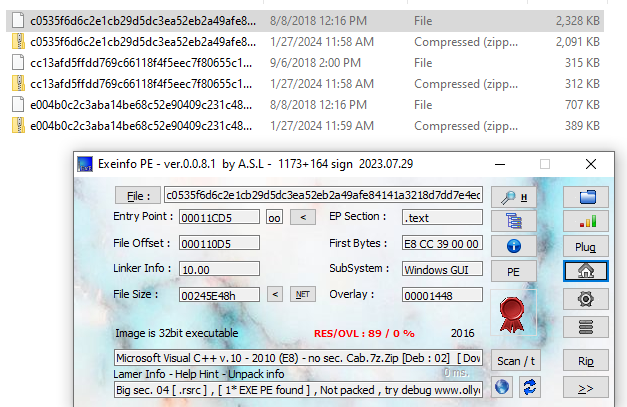 c0535f6d6c2e1cb29d5dc3ea52eb2a49afe8... 8/8/2018 12:16 PM File 2,328 KB
c0535f6d6c2e1cb29d5dc3ea52eb2a49afe8... 1/27/2024 11:58 AM Compressed (zipp... 2,091 KB
cc13afd5ffdd769c66118f4f5eec7f80655c1... 9/6/2018 2:00 PM File 315 KB
cc13afd5ffdd769c66118f4f5eec7f80655c1... 1/27/2024 11:58 AM Compressed (zipp... 312 KB
e004b0c2c3aba14be68c52e90409c231c48... 8/8/2018 12:16 PM File 707 KB
e004b0c2c3aba14be68c52e90409c231c48... 1/27/2024 11:59 AM Compressed (zipp... 389 KB
Exeinfo PE - ver.0.0.8.1 by A.S.L - 1173+164 sign 2023.07.29
File : c0535f6d6c2e1cb29d5dc3ea52eb2a49afe84141a3218d7dd7e4ec H
Entry Point : 00011CD5 oo < EP Section : .text
File Offset : 000110D5 First Bytes : E8 CC 39 00 00 Plug
Linker Info : 10.00 SubSystem : Windows GUI PE
File Size : 00245E48h < NET Overlay : 00001448
Image is 32bit executable RES/OVL : 89 / 0 % 2016
Microsoft Visual C++ v.10 - 2010 (E8) - no sec. Cab.7z.Zip [Deb : 02] [ Dow Scan / t Rip
Lamer Info - Help Hint - Unpack info 0 ms.
Big sec. 04 [ .rsrc ] , [ 1* EXE PE found ] , Not packed , try debug www.olly >>